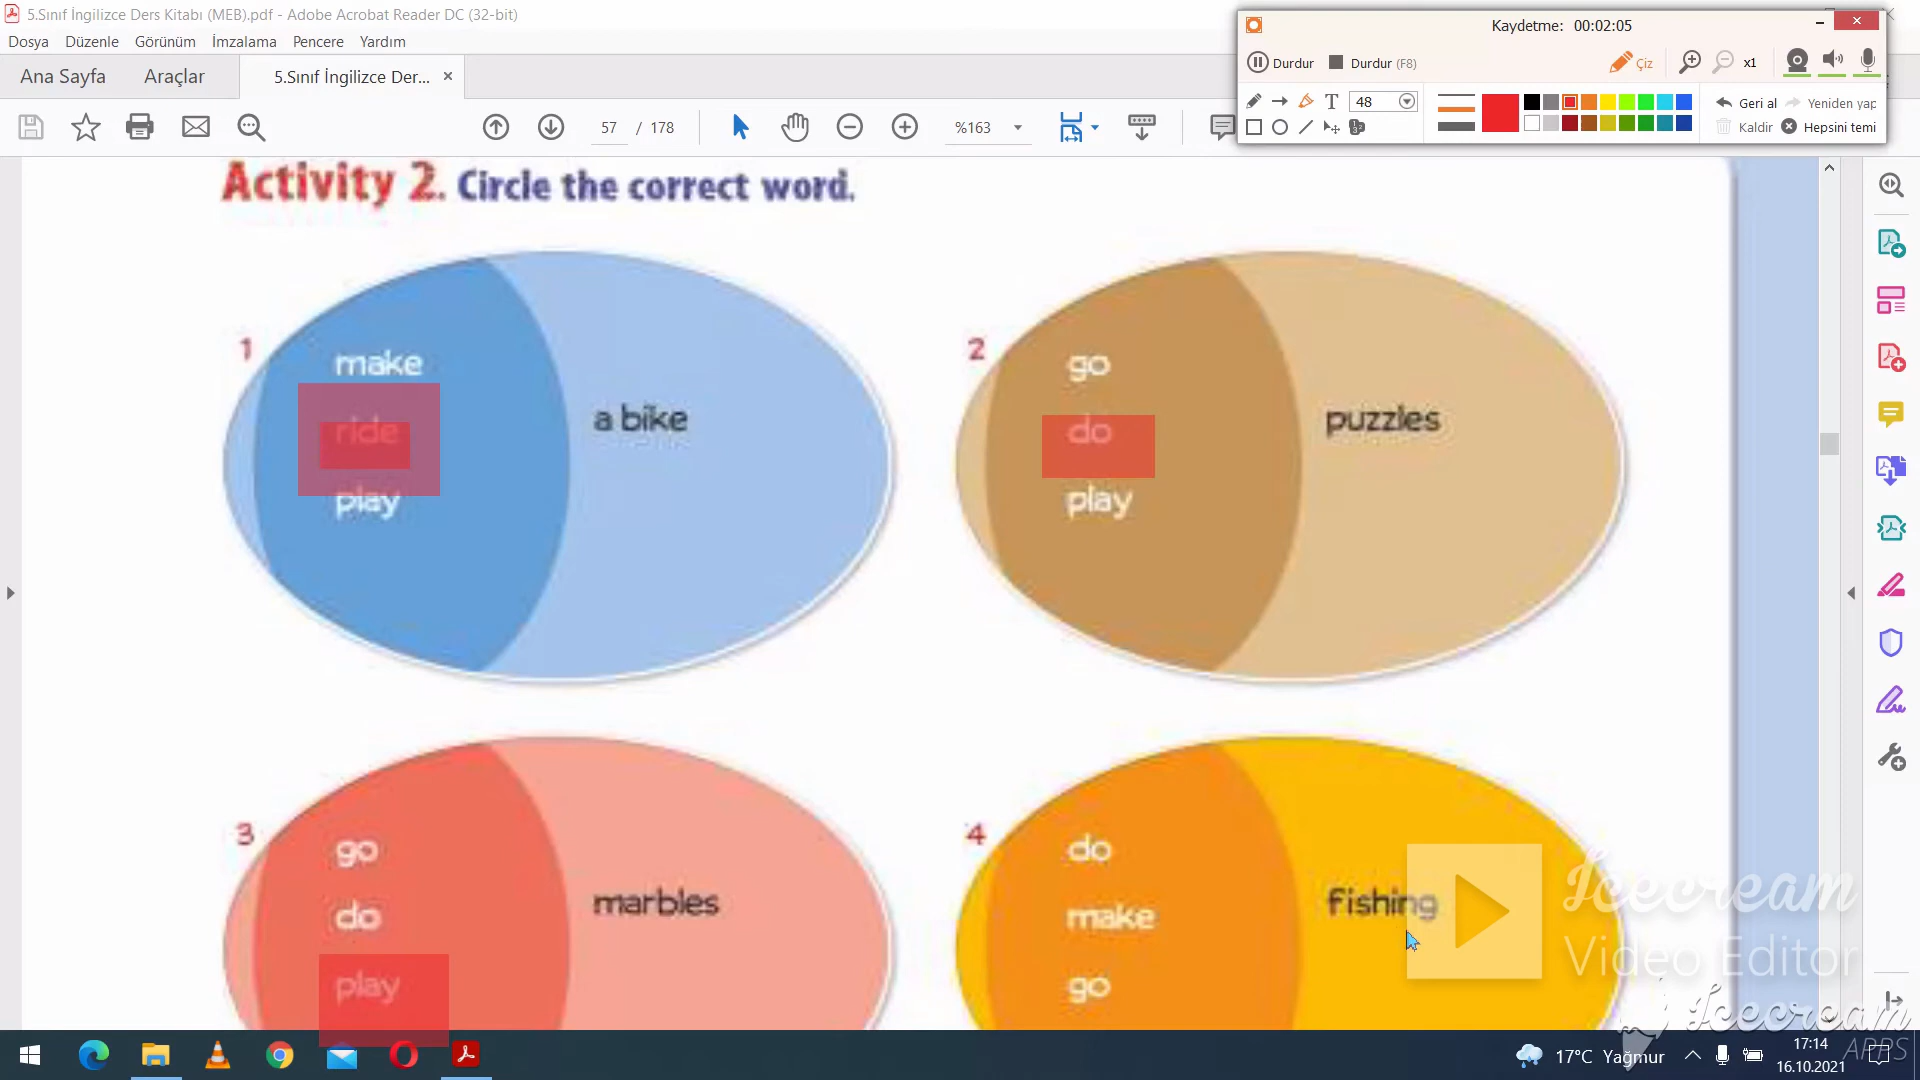 5.Sınıf İngilizce Ders Kitabı (MEB).pdf - Adobe Acrobat Reader DC (32-bit)
Dosya Düzenle Görünüm İmzalama Pencere Yardım
Ana Sayfa Araçlar 5.Sınıf İngilizce Der... ×
57 / 178 %163
Kaydetme: 00:02:05
Durdur Durdur (F8) Çiz x1
T 48 Geri al Yeniden yap
Kaldir Hepsini temi
Activity 2. Circle the correct word.
1
make
ride
play
a bike
2
go
do
play
puzzles
3
go
do
play
marbles
4
do
make
go
fishing
Icecream
Video Editor
Icecream
APPS
17°C Yağmur
17:14
16.10.2021